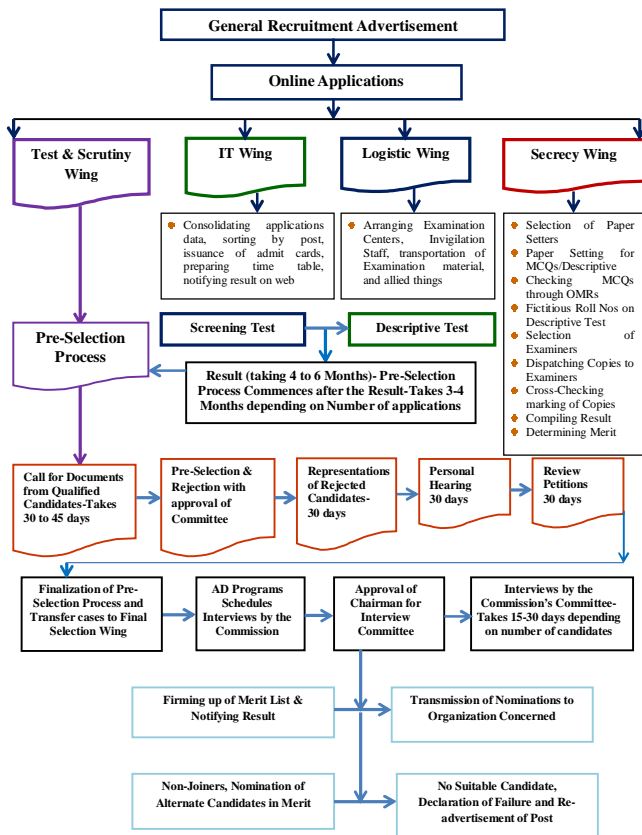 General Recruitment Advertisement
Online Applications
Test & Scrutiny
Wing
IT Wing
Logistic Wing
Secrecy Wing
Consolidating applications
data, sorting by post,
issuance of admit cards,
preparing time table,
notifying result on web
Arranging Examination
Centers, Invigilation
Staff, transportation of
Examination material,
and allied things
Selection of Paper
Setters
Paper Setting for
MCQs/Descriptive
Checking MCQs
through OMRs
Fictitious Roll Nos on
Descriptive Test
Selection of
Examiners
Dispatching Copies to
Examiners
Cross-Checking
marking of Copies
Compiling Result
Determining Merit
Screening Test
Descriptive Test
Pre-Selection
Process
Result (taking 4 to 6 Months)- Pre-Selection
Process Commences after the Result-Takes 3-4
Months depending on Number of applications
Call for Documents
from Qualified
Candidates-Takes
30 to 45 days
Pre-Selection &
Rejection with
approval of
Committee
Representations
of Rejected
Candidates-
30 days
Personal
Hearing
30 days
Review
Petitions
30 days
Finalization of Pre-
Selection Process and
Transfer cases to Final
Selection Wing
AD Programs
Schedules
Interviews by the
Commission
Approval of
Chairman for
Interview
Committee
Interviews by the
Commission's Committee-
Takes 15-30 days depending
on number of candidates
Firming up of Merit List &
Notifying Result
Transmission of Nominations to
Organization Concerned
Non-Joiners, Nomination of
Alternate Candidates in Merit
No Suitable Candidate,
Declaration of Failure and Re-
advertisement of Post